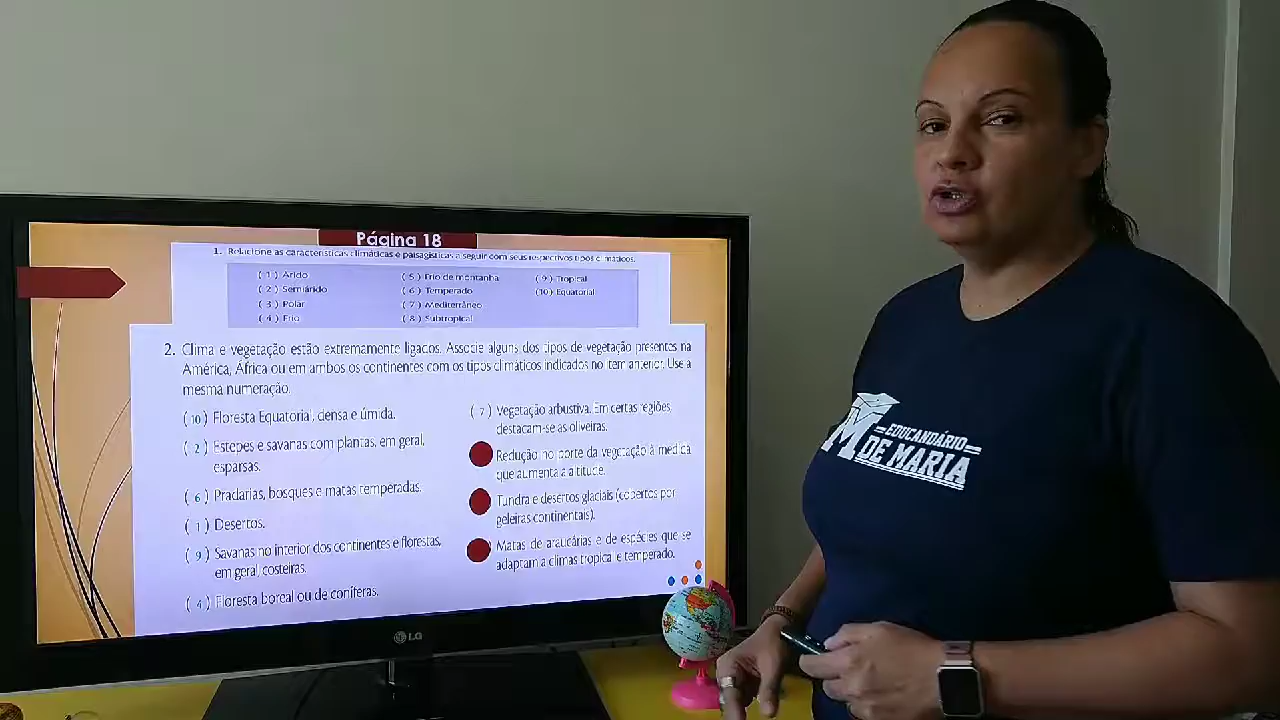 Página 18
1. Relacione as características climáticas e paisagísticas a seguir com seus respectivos tipos climáticos.
( 1 ) Árido
( 2 ) Semiárido
( 3 ) Polar
( 4 ) Frio
( 5 ) Frio de montanha
( 6 ) Temperado
( 7 ) Mediterrâneo
( 8 ) Subtropical
( 9 ) Tropical
(10) Equatorial
2. Clima e vegetação estão extremamente ligados. Associe alguns dos tipos de vegetação presentes na
América, África ou em ambos os continentes com os tipos climáticos indicados no item anterior. Use a
mesma numeração.
( 10 ) Floresta Equatorial, densa e úmida.
( 2 ) Estepes e savanas com plantas, em geral,
esparsas.
( 6 ) Pradarias, bosques e matas temperadas.
( 1 ) Desertos.
( 9 ) Savanas no interior dos continentes e florestas,
em geral, costeiras.
( 4 ) Floresta boreal ou de coníferas.
( 7 ) Vegetação arbustiva. Em certas regiões,
destacam-se as oliveiras.
Redução no porte da vegetação à medida
que aumenta a altitude.
Tundra e desertos glaciais (cobertos por
geleiras continentais).
Matas de araucárias e de espécies que se
adaptam a climas tropical e temperado.
LG
EDUCANDÁRIO
DE MARIA